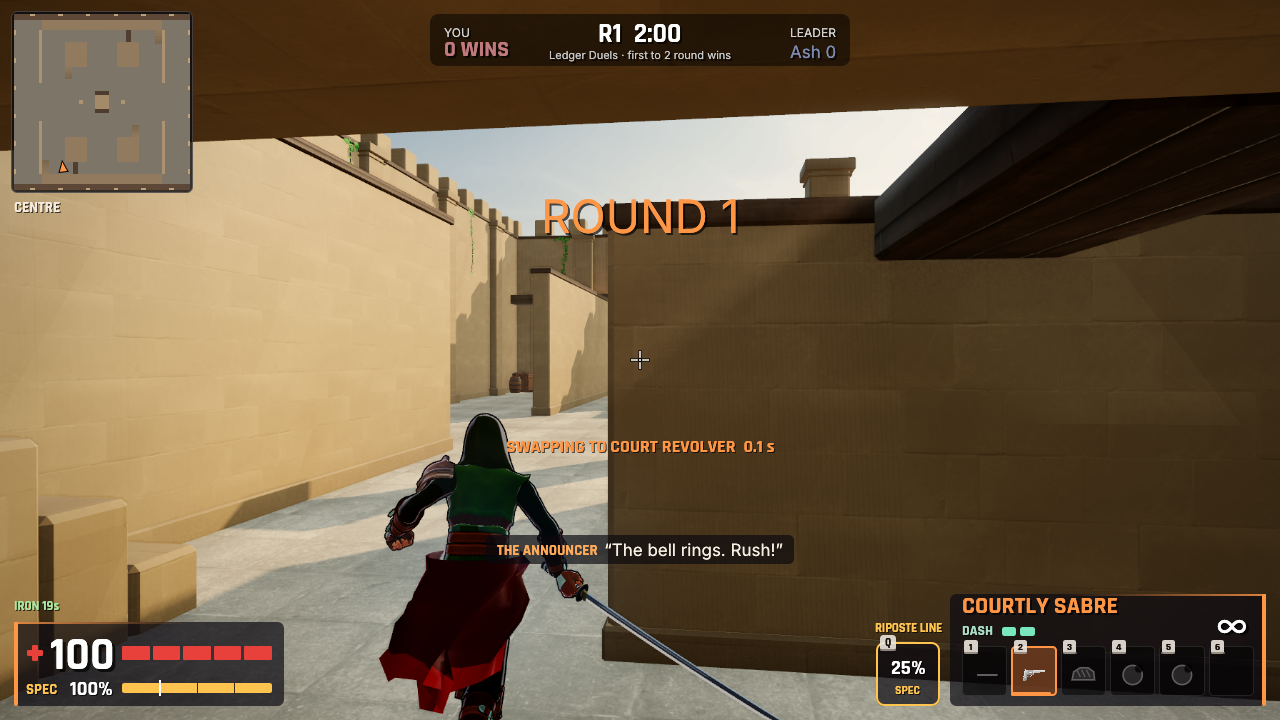 YOU
0 WINS
R1 2:00
Ledger Duels · first to 2 round wins
LEADER
Ash 0
CENTRE
ROUND 1
SWAPPING TO COURT REVOLVER 0.1 s
THE ANNOUNCER “The bell rings. Rush!”
IRON 19s
100
SPEC 100%
RIPOSTE LINE
Q
25%
SPEC
COURTLY SABRE
DASH
∞
1 2 3 4 5 6